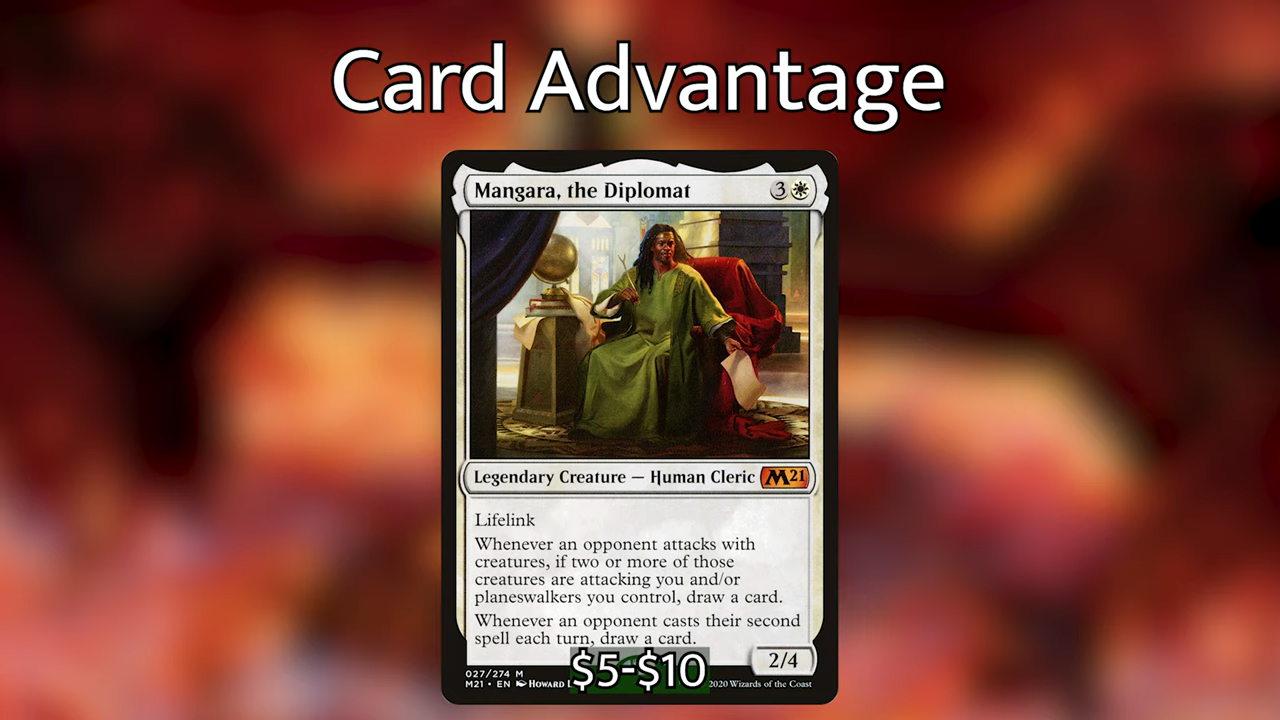 Card Advantage
Mangara, the Diplomat 3
Legendary Creature — Human Cleric M21
Lifelink
Whenever an opponent attacks with
creatures, if two or more of those
creatures are attacking you and/or
planeswalkers you control, draw a card.
Whenever an opponent casts their second
spell each turn, draw a card.
2/4
$5-$10
027/274 M
M21 • EN Howard 2020 Wizards of the Coast